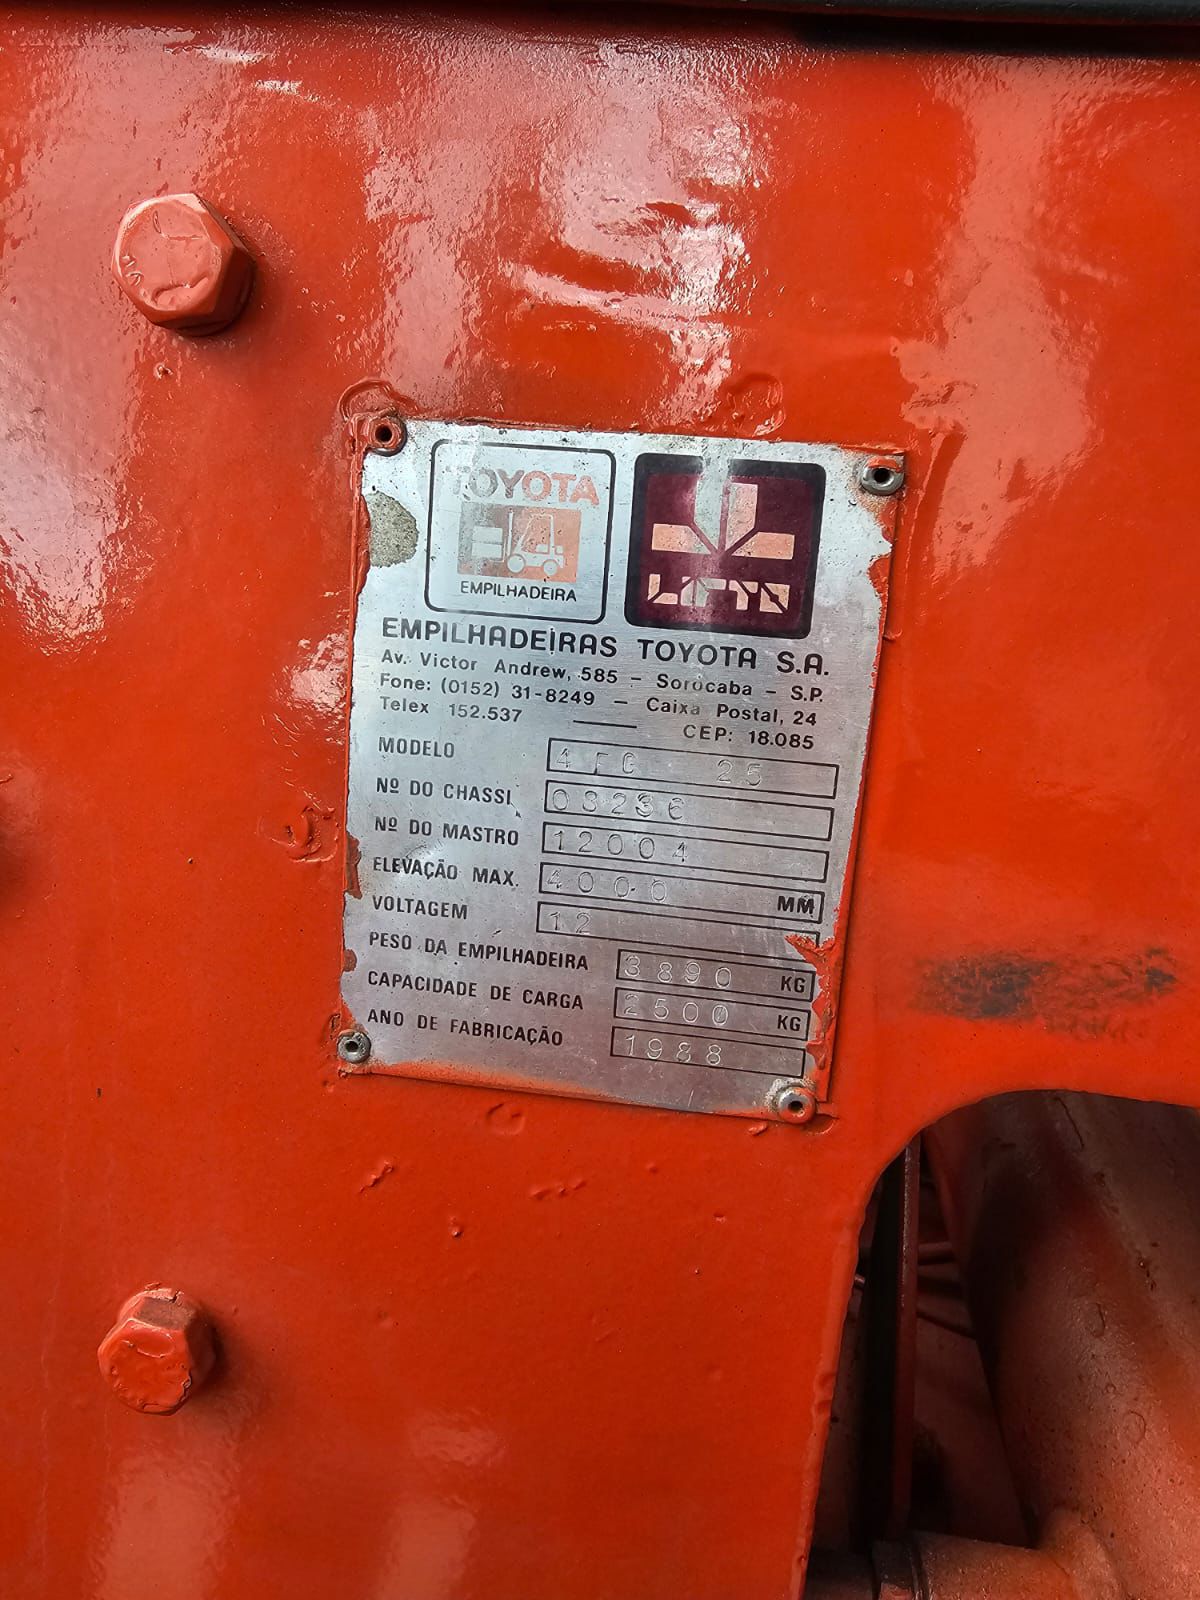 TOYOTA
EMPILHADEIRA
LIFTO
EMPILHADEIRAS TOYOTA S.A.
Av. Victor Andrew, 585 – Sorocaba – S.P.
Fone: (0152) 31-8249 – Caixa Postal, 24
Telex 152.537 — CEP: 18.085
MODELO 4FG 25
Nº DO CHASSI 03236
Nº DO MASTRO 12004
ELEVAÇÃO MAX. 4000 MM
VOLTAGEM 12
PESO DA EMPILHADEIRA 3890 KG
CAPACIDADE DE CARGA 2500 KG
ANO DE FABRICAÇÃO 1988